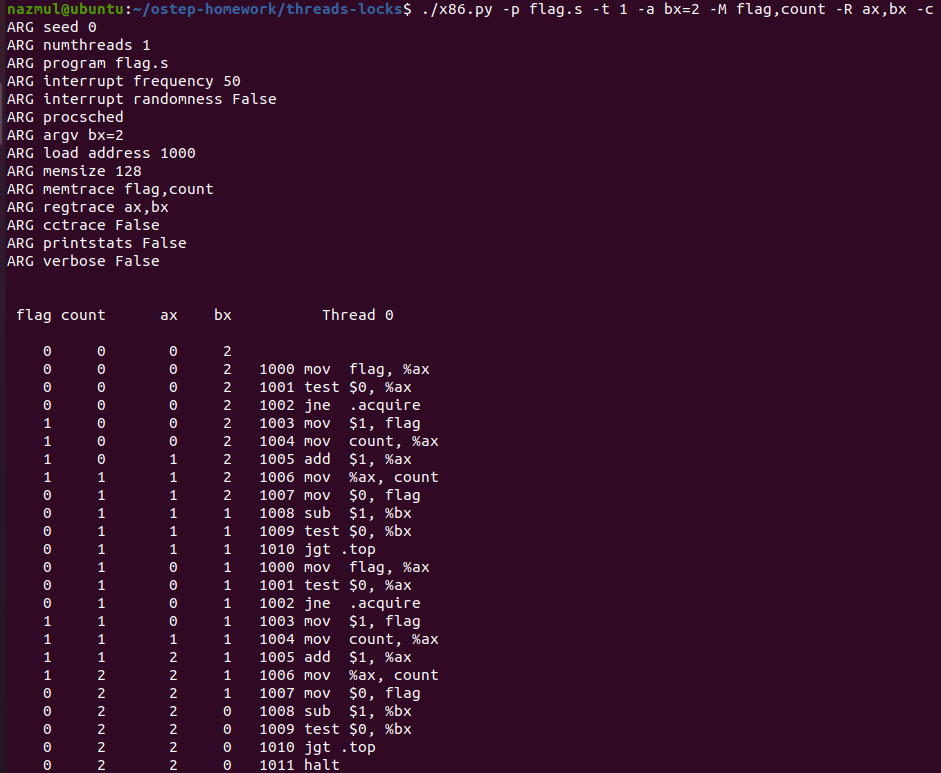 nazmul@ubuntu:~/ostep-homework/threads-locks$ ./x86.py -p flag.s -t 1 -a bx=2 -M flag,count -R ax,bx -c
ARG seed 0
ARG numthreads 1
ARG program flag.s
ARG interrupt frequency 50
ARG interrupt randomness False
ARG procsched
ARG argv bx=2
ARG load address 1000
ARG memsize 128
ARG memtrace flag,count
ARG regtrace ax,bx
ARG cctrace False
ARG printstats False
ARG verbose False
flag count      ax    bx          Thread 0
0     0       0     2
0     0       0     2   1000 mov  flag, %ax
0     0       0     2   1001 test $0, %ax
0     0       0     2   1002 jne  .acquire
1     0       0     2   1003 mov  $1, flag
1     0       0     2   1004 mov  count, %ax
1     0       1     2   1005 add  $1, %ax
1     1       1     2   1006 mov  %ax, count
0     1       1     2   1007 mov  $0, flag
0     1       1     1   1008 sub  $1, %bx
0     1       1     1   1009 test $0, %bx
0     1       1     1   1010 jgt .top
0     1       0     1   1000 mov  flag, %ax
0     1       0     1   1001 test $0, %ax
0     1       0     1   1002 jne  .acquire
1     1       0     1   1003 mov  $1, flag
1     1       1     1   1004 mov  count, %ax
1     1       2     1   1005 add  $1, %ax
1     2       2     1   1006 mov  %ax, count
0     2       2     1   1007 mov  $0, flag
0     2       2     0   1008 sub  $1, %bx
0     2       2     0   1009 test $0, %bx
0     2       2     0   1010 jgt .top
0     2       2     0   1011 halt